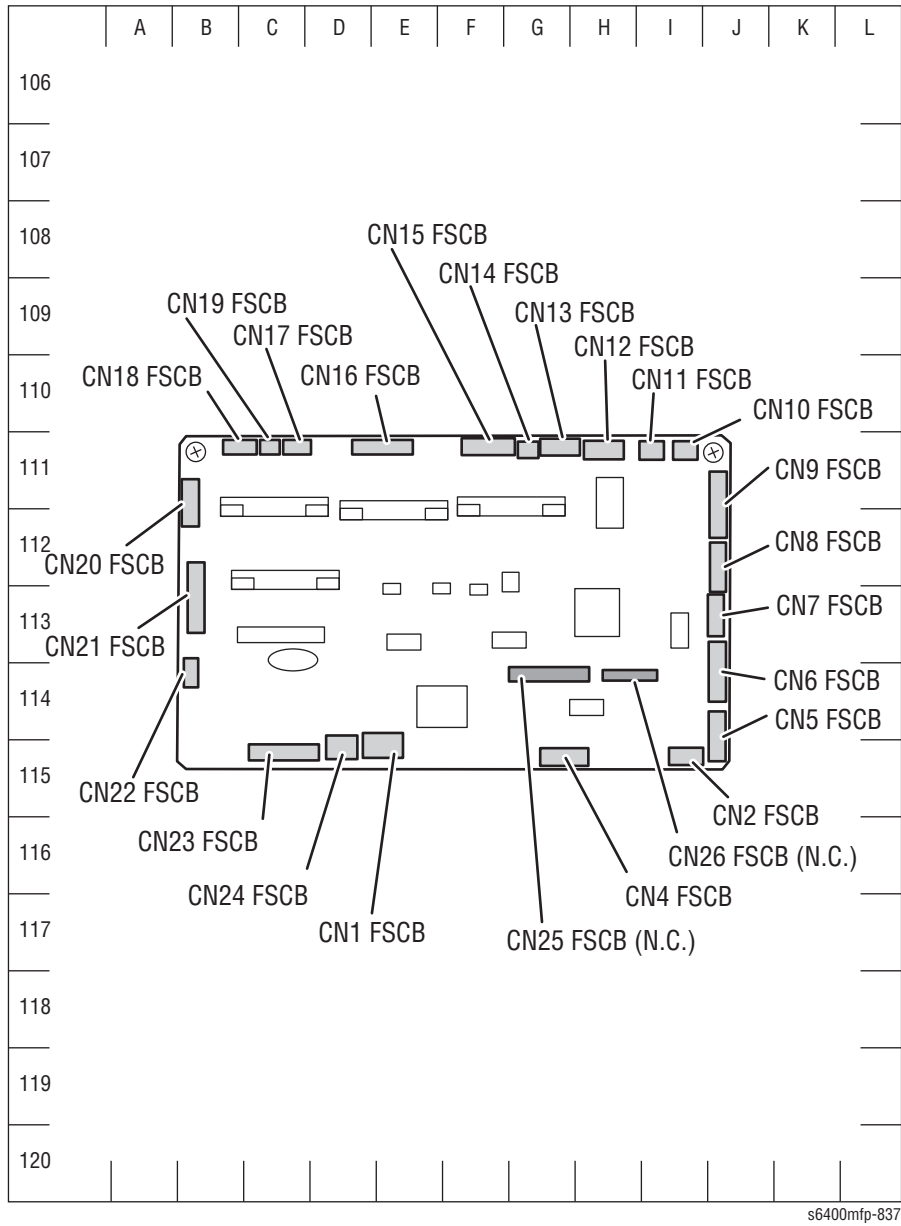 A B C D E F G H I J K L
106
107
108
CN15 FSCB
CN14 FSCB
109
CN19 FSCB
CN13 FSCB
CN17 FSCB
CN12 FSCB
110
CN18 FSCB
CN16 FSCB
CN11 FSCB
CN10 FSCB
111
CN9 FSCB
112
CN20 FSCB
CN8 FSCB
113
CN7 FSCB
CN21 FSCB
CN6 FSCB
114
CN5 FSCB
115
CN22 FSCB
CN2 FSCB
116
CN23 FSCB
CN26 FSCB (N.C.)
CN24 FSCB
CN4 FSCB
117
CN1 FSCB
CN25 FSCB (N.C.)
118
119
120
s6400mfp-837